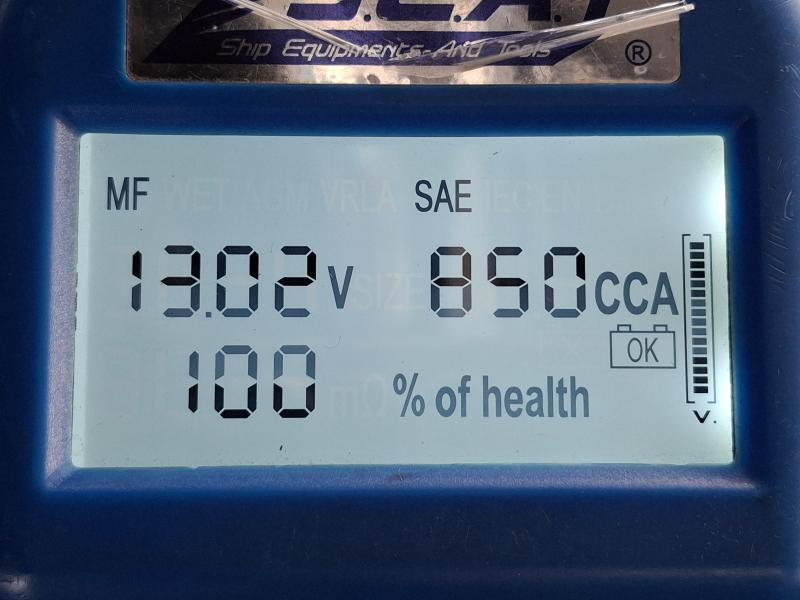 Ship Equipments-And Tools ®
MF SAE
13.02 V 850 CCA
OK
100 % of health
V.